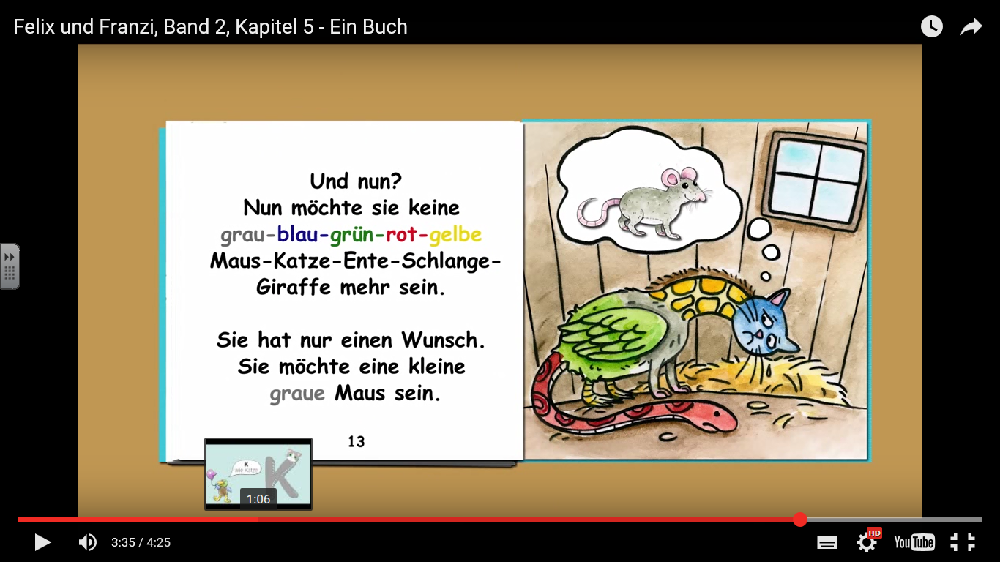 Felix und Franzi, Band 2, Kapitel 5 - Ein Buch
Und nun?
Nun möchte sie keine
grau-blau-grün-rot-gelbe
Maus-Katze-Ente-Schlange-
Giraffe mehr sein.
Sie hat nur einen Wunsch.
Sie möchte eine kleine
graue Maus sein.
13
K
wie Katze
K
1:06
3:35 / 4:25
HD
YouTube